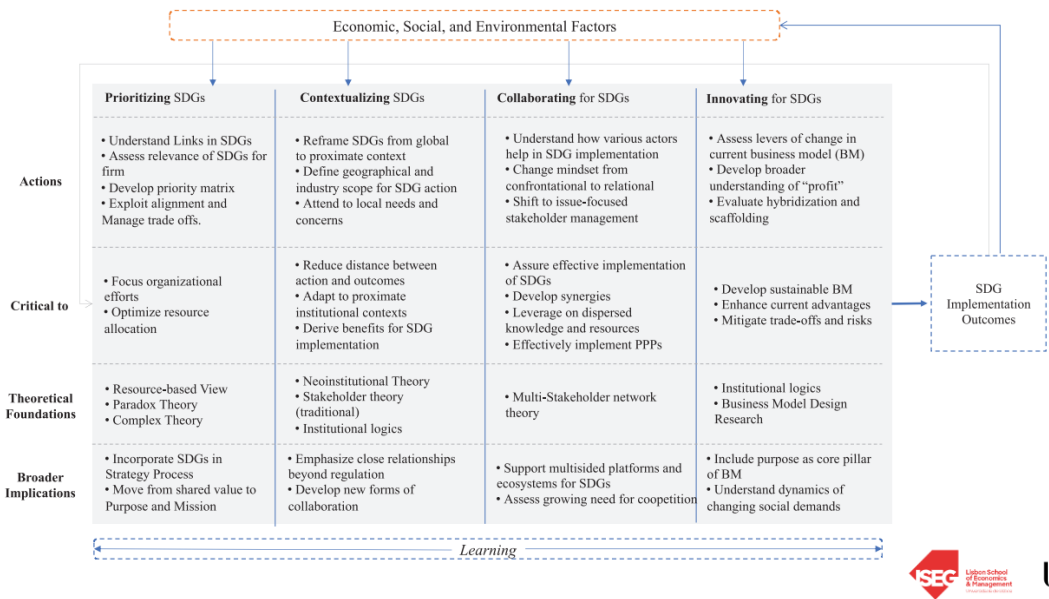 Economic, Social, and Environmental Factors
Prioritizing SDGs
Contextualizing SDGs
Collaborating for SDGs
Innovating for SDGs
Actions
• Understand Links in SDGs
• Assess relevance of SDGs for
firm
• Develop priority matrix
• Exploit alignment and
Manage trade offs.
• Reframe SDGs from global
to proximate context
• Define geographical and
industry scope for SDG action
• Attend to local needs and
concerns
• Understand how various actors
help in SDG implementation
• Change mindset from
confrontational to relational
• Shift to issue-focused
stakeholder management
• Assess levels of change in
current business model (BM)
• Develop broader
understanding of “profit”
• Evaluate hybridization and
scaffolding
Critical to
• Focus organizational
efforts
• Optimize resource
allocation
• Reduce distance between
action and outcomes
• Adapt to proximate
institutional contexts
• Derive benefits for SDG
implementation
• Assure effective implementation
of SDGs
• Develop synergies
• Leverage on dispersed
knowledge and resources
• Effectively implement PPPs
• Develop sustainable BM
• Enhance current advantages
• Mitigate trade-offs and risks
SDG
Implementation
Outcomes
Theoretical
Foundations
• Resource-based View
• Paradox Theory
• Complex Theory
• Neoinstitutional Theory
• Stakeholder theory
(traditional)
• Institutional logics
• Multi-Stakeholder network
theory
• Institutional logics
• Business Model Design
Research
Broader
Implications
• Incorporate SDGs in
Strategy Process
• Move from shared value to
Purpose and Mission
• Emphasize close relationships
beyond regulation
• Develop new forms of
collaboration
• Support multisided platforms and
ecosystems for SDGs
• Assess growing need for coopetition
• Include purpose as core pillar
of BM
• Understand dynamics of
changing social demands
Learning
ISEG
Lisbon School
of Economics
& Management
Universidade de Lisboa